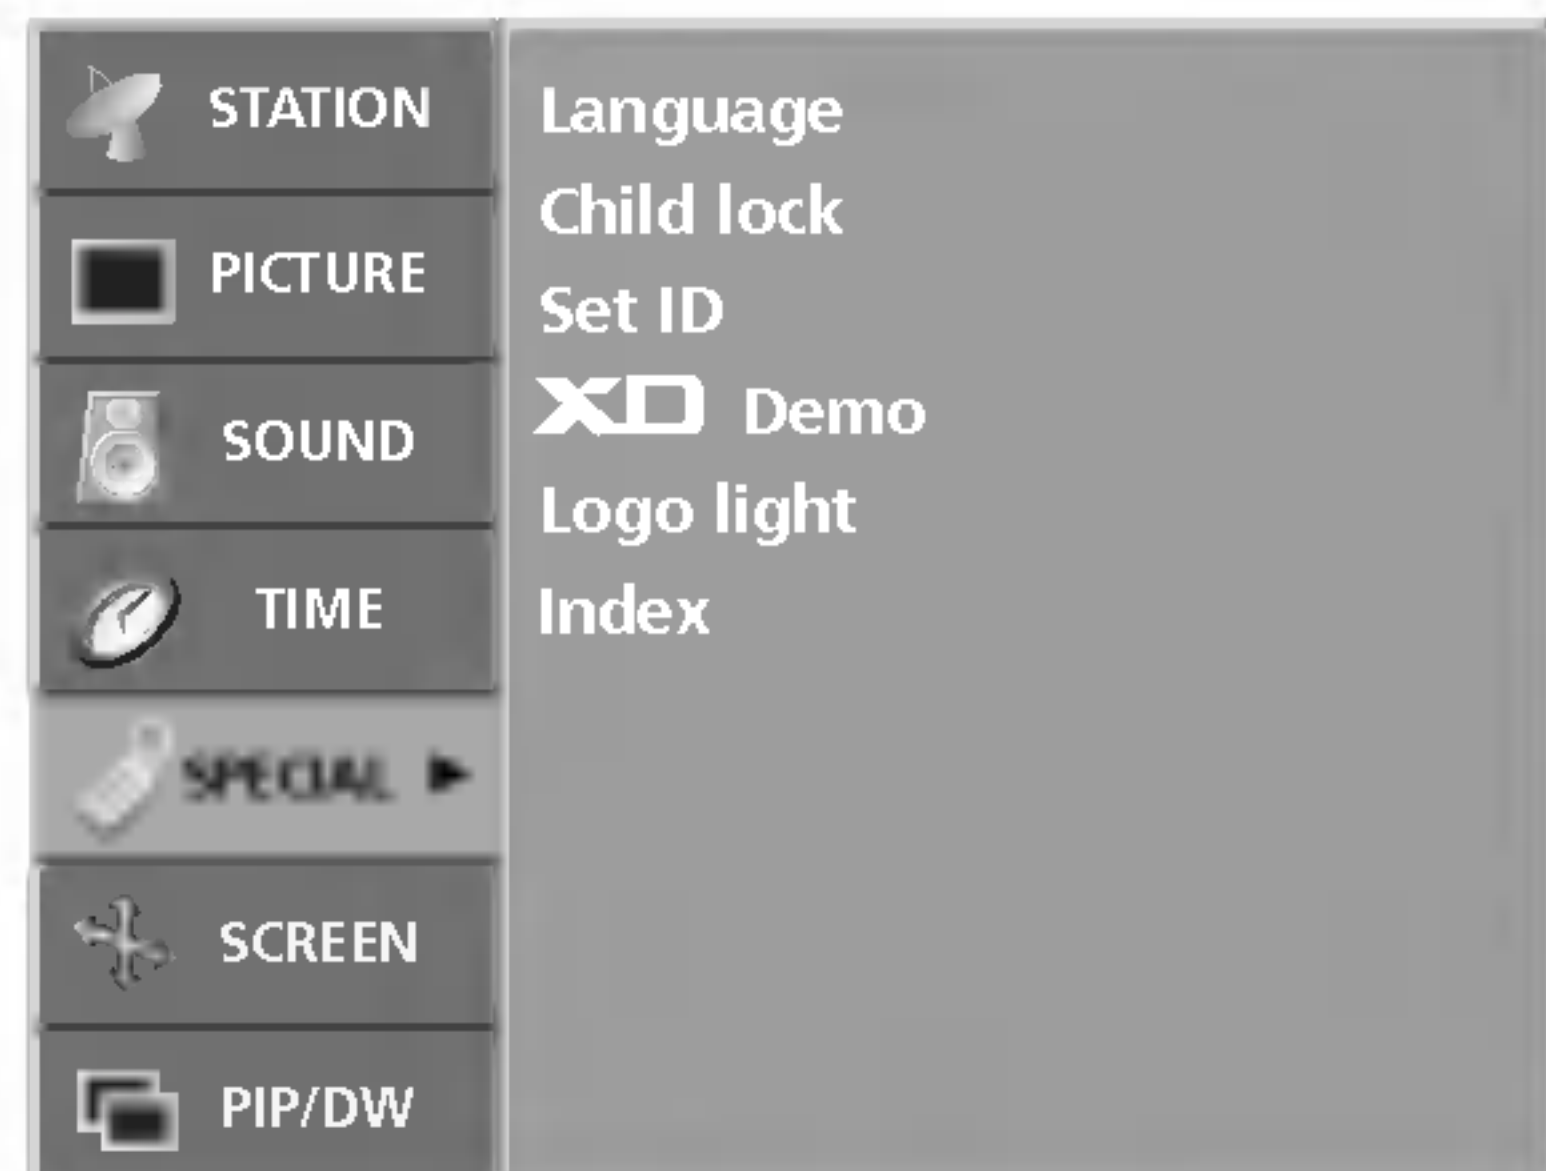 STATION
PICTURE
SOUND
TIME
SPECIAL ►
SCREEN
PIP/DW
Language
Child lock
Set ID
XD Demo
Logo light
Index